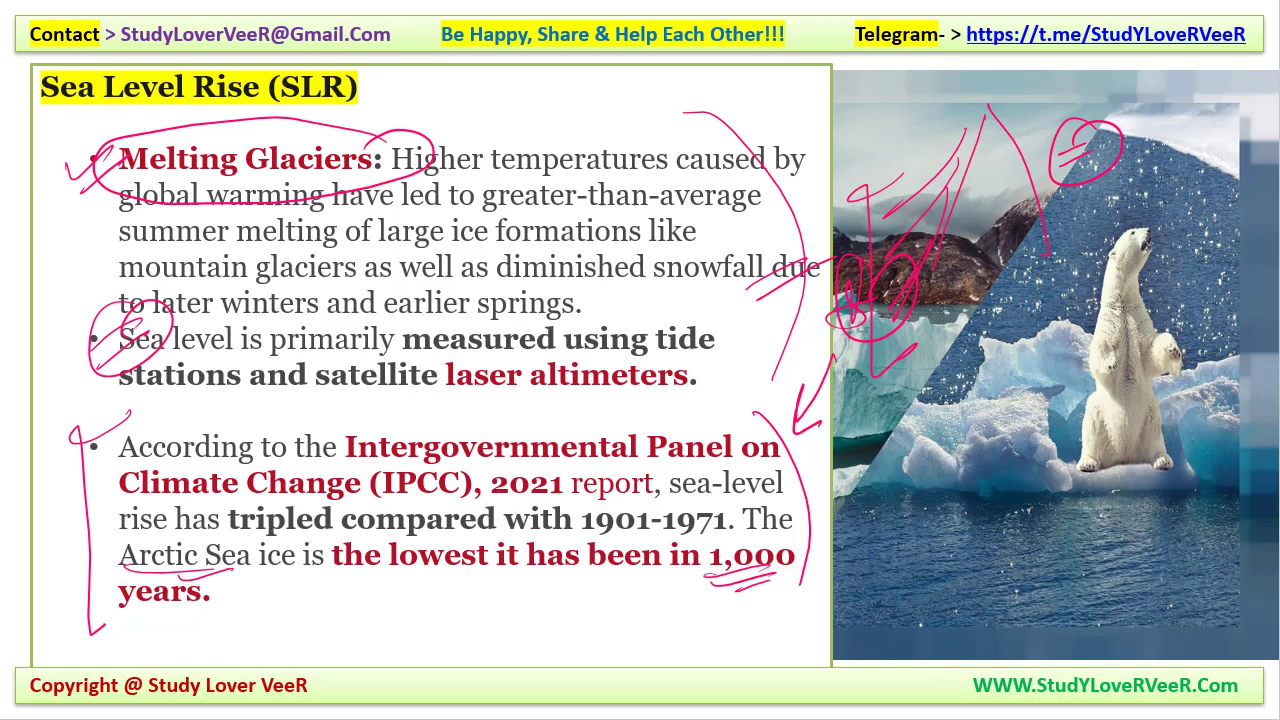 Contact > StudyLoverVeeR@Gmail.Com Be Happy, Share & Help Each Other!!! Telegram- > https://t.me/StudYLoveRVeeR
Sea Level Rise (SLR)
• Melting Glaciers: Higher temperatures caused by
global warming have led to greater-than-average
summer melting of large ice formations like
mountain glaciers as well as diminished snowfall due
to later winters and earlier springs.
• Sea level is primarily measured using tide
stations and satellite laser altimeters.
• According to the Intergovernmental Panel on
Climate Change (IPCC), 2021 report, sea-level
rise has tripled compared with 1901-1971. The
Arctic Sea ice is the lowest it has been in 1,000
years.
Copyright @ Study Lover VeeR WWW.StudYLoveRVeeR.Com